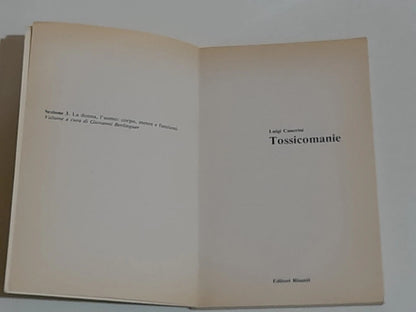 Sezione 3. La donna, l'uomo: corpo, mente e funzioni
Volume a cura di Giovanni Berlinguer
Luigi Cancrini
Tossicomanie
Editori Riuniti